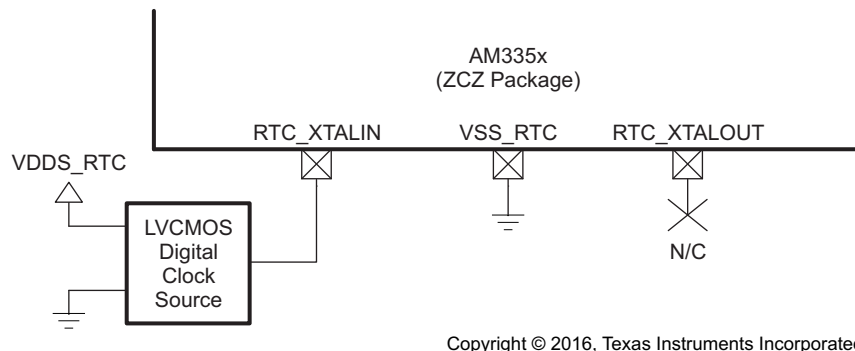 AM335x
(ZCZ Package)
RTC_XTALIN
VSS_RTC
RTC_XTALOUT
VDDS_RTC
LVCMOS
Digital
Clock
Source
N/C
Copyright © 2016, Texas Instruments Incorporated